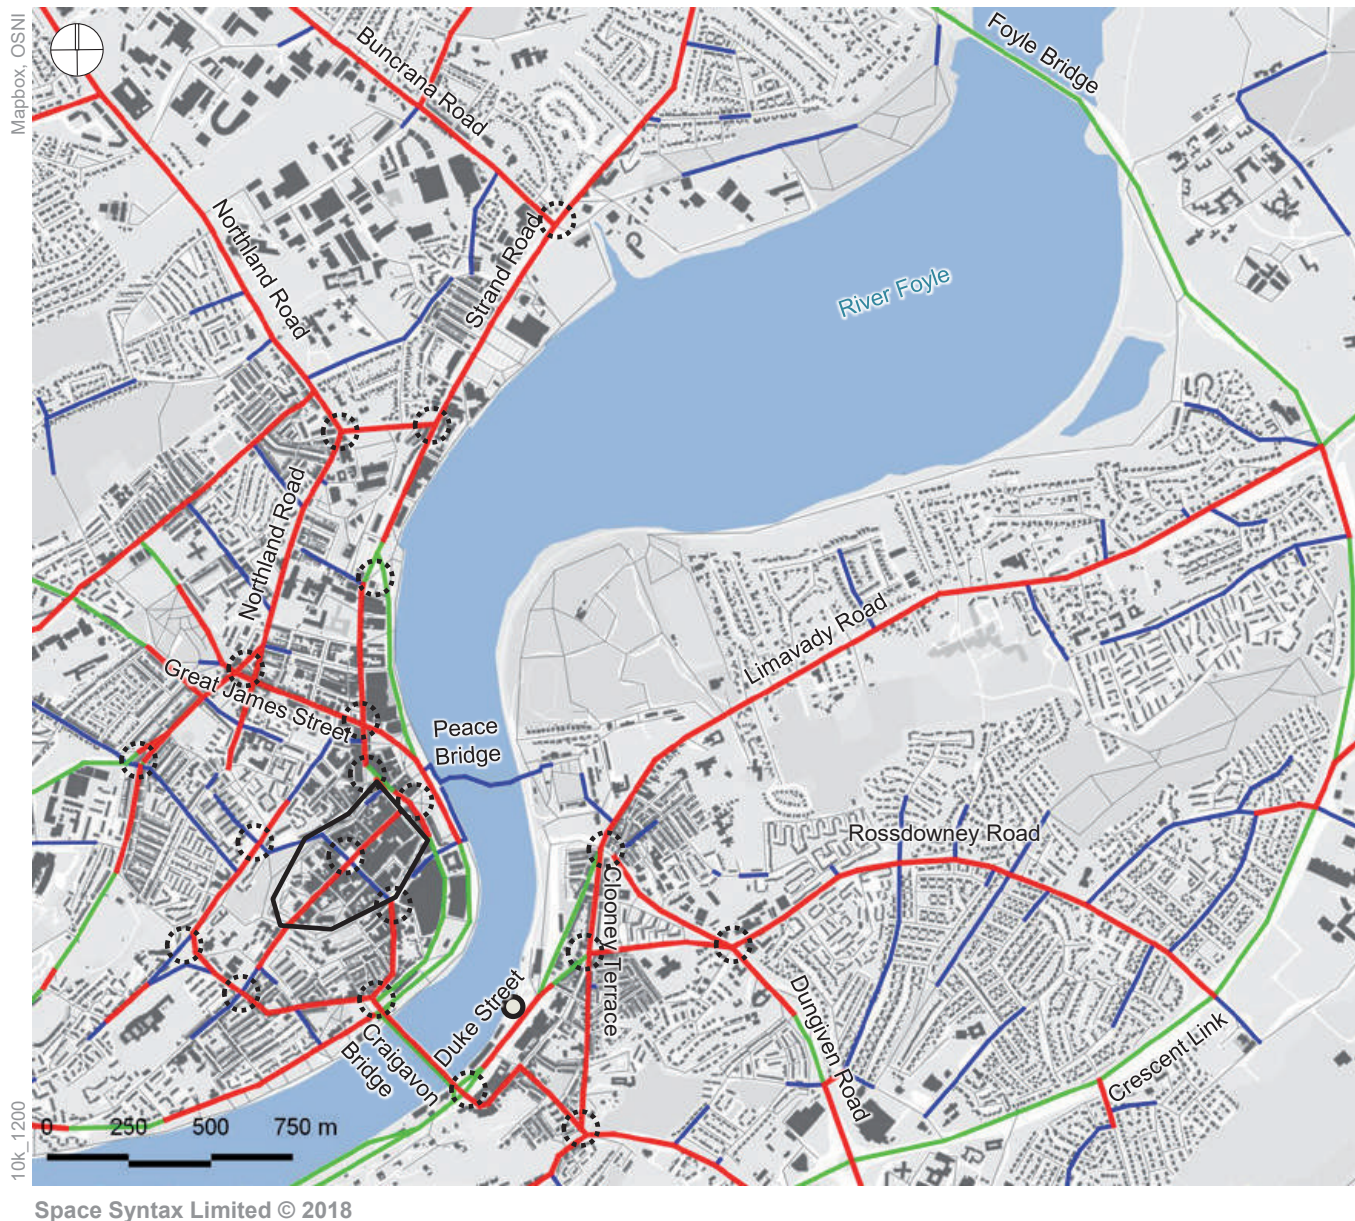 Mapbox, OSNI
Buncrana Road
Foyle Bridge
Northland Road
Strand Road
River Foyle
Northland Road
Limavady Road
Great James Street
Peace
Bridge
Rossdowney Road
Clooney Terrace
Duke Street
Dungiven Road
Craigavon
Bridge
Crescent Link
0 250 500 750 m
10k_1200
Space Syntax Limited © 2018